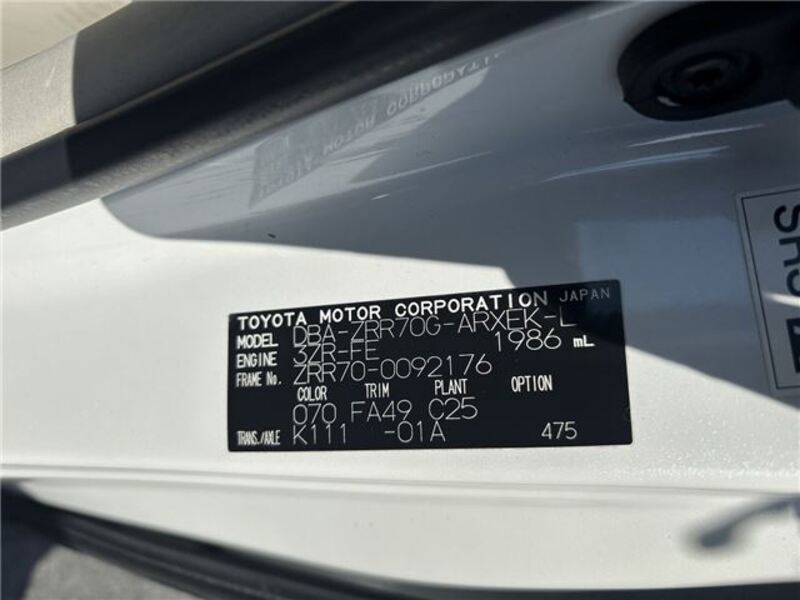 TOYOTA MOTOR CORPORATION JAPAN
MODEL DBA-ZRR70G-ARXEK-L
ENGINE 3ZR-FE 1986 mL
FRAME No. ZRR70-0092176
COLOR TRIM PLANT OPTION
070 FA49 C25
TRANS./AXLE K111 -01A 475